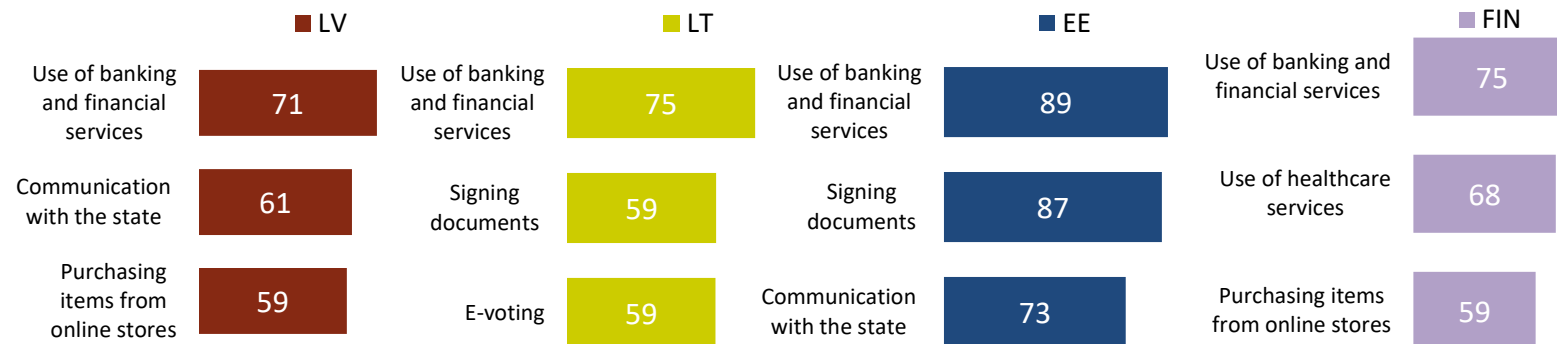 LV
Use of banking
and financial
services
71
Communication
with the state
61
Purchasing
items from
online stores
59
LT
Use of banking
and financial
services
75
Signing
documents
59
E-voting
59
EE
Use of banking
and financial
services
89
Signing
documents
87
Communication
with the state
73
FIN
Use of banking and
financial services
75
Use of healthcare
services
68
Purchasing items
from online stores
59